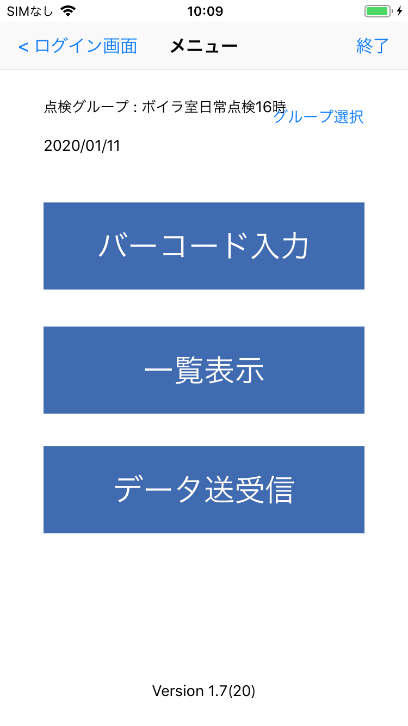 SIMなし 10:09
< ログイン画面 メニュー 終了
点検グループ : ボイラ室日常点検16時
グループ選択
2020/01/11
バーコード入力
一覧表示
データ送受信
Version 1.7(20)